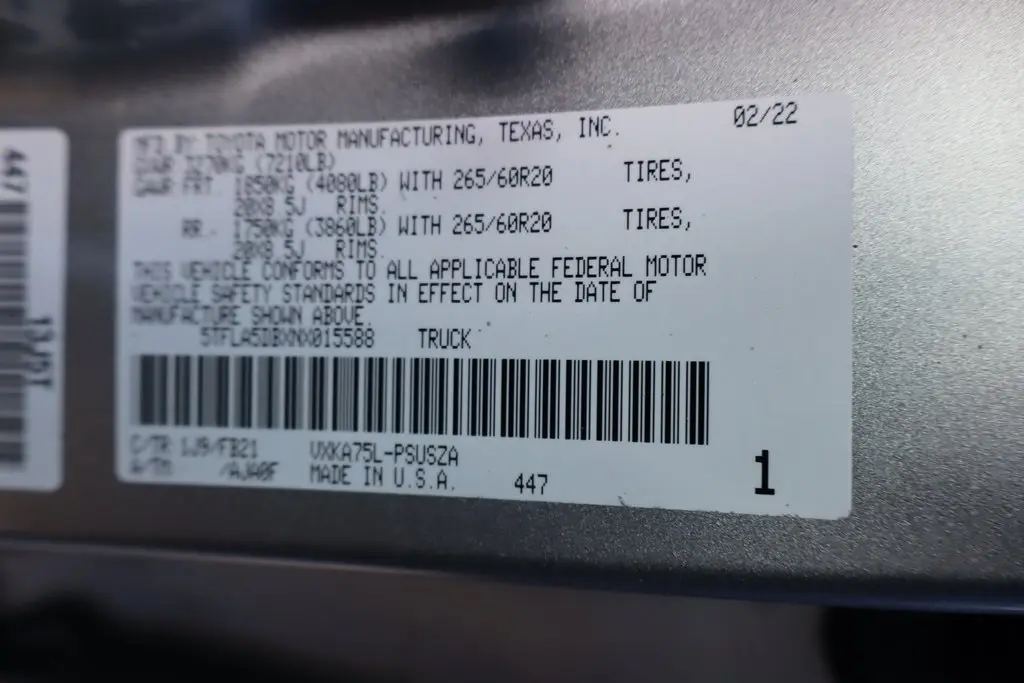 MFD BY: TOYOTA MOTOR MANUFACTURING, TEXAS, INC. 02/22
GVWR 3270KG (7210LB)
GAWR FRT. 1850KG (4080LB) WITH 265/60R20 TIRES,
20X8.5J RIMS,
RR. 1750KG (3860LB) WITH 265/60R20 TIRES,
20X8.5J RIMS.
THIS VEHICLE CONFORMS TO ALL APPLICABLE FEDERAL MOTOR
VEHICLE SAFETY STANDARDS IN EFFECT ON THE DATE OF
MANUFACTURE SHOWN ABOVE.
5TFLA5DBXNX015588 TRUCK
C/TR 1J9/FB21 VXKA75L-PSUSZA
A/TM /AJA0F MADE IN U.S.A. 447 1
447